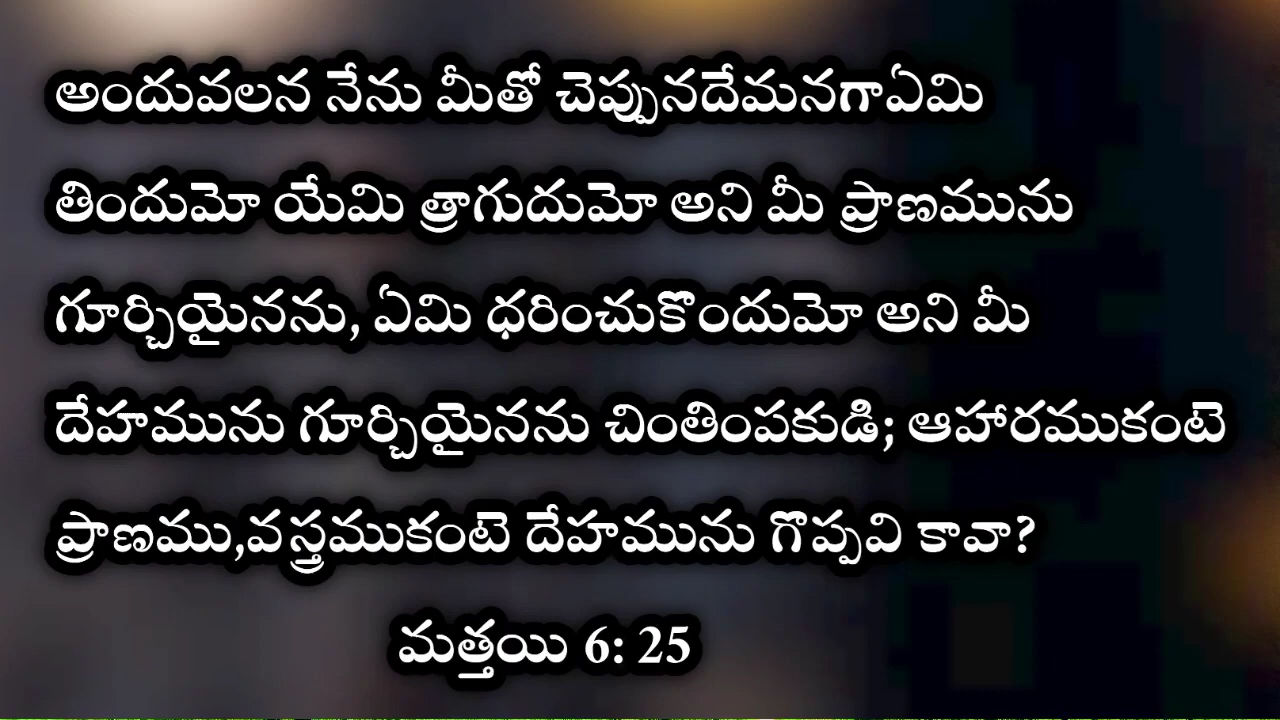 అందువలన నేను మీతో చెప్పునదేమనగాఏమి
తిందుమో యేమి త్రాగుదుమో అని మీ ప్రాణమును
గూర్చియైనను, ఏమి ధరించుకొందుమో అని మీ
దేహమును గూర్చియైనను చింతింపకుడి; ఆహారముకంటె
ప్రాణము,వస్త్రముకంటె దేహమును గొప్పవి కావా?
మత్తయి 6: 25